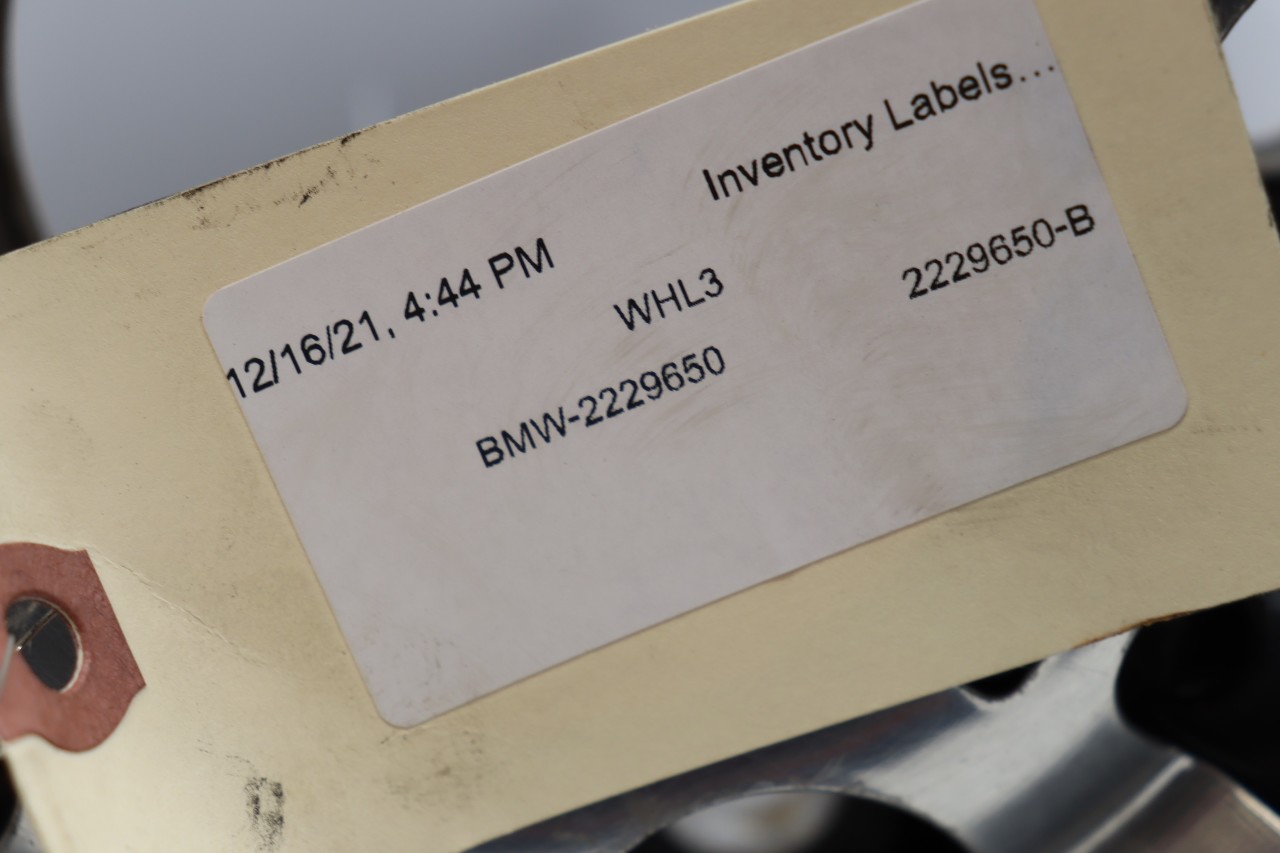 12/16/21, 4:44 PM Inventory Labels...
WHL3 2229650-B
BMW-2229650